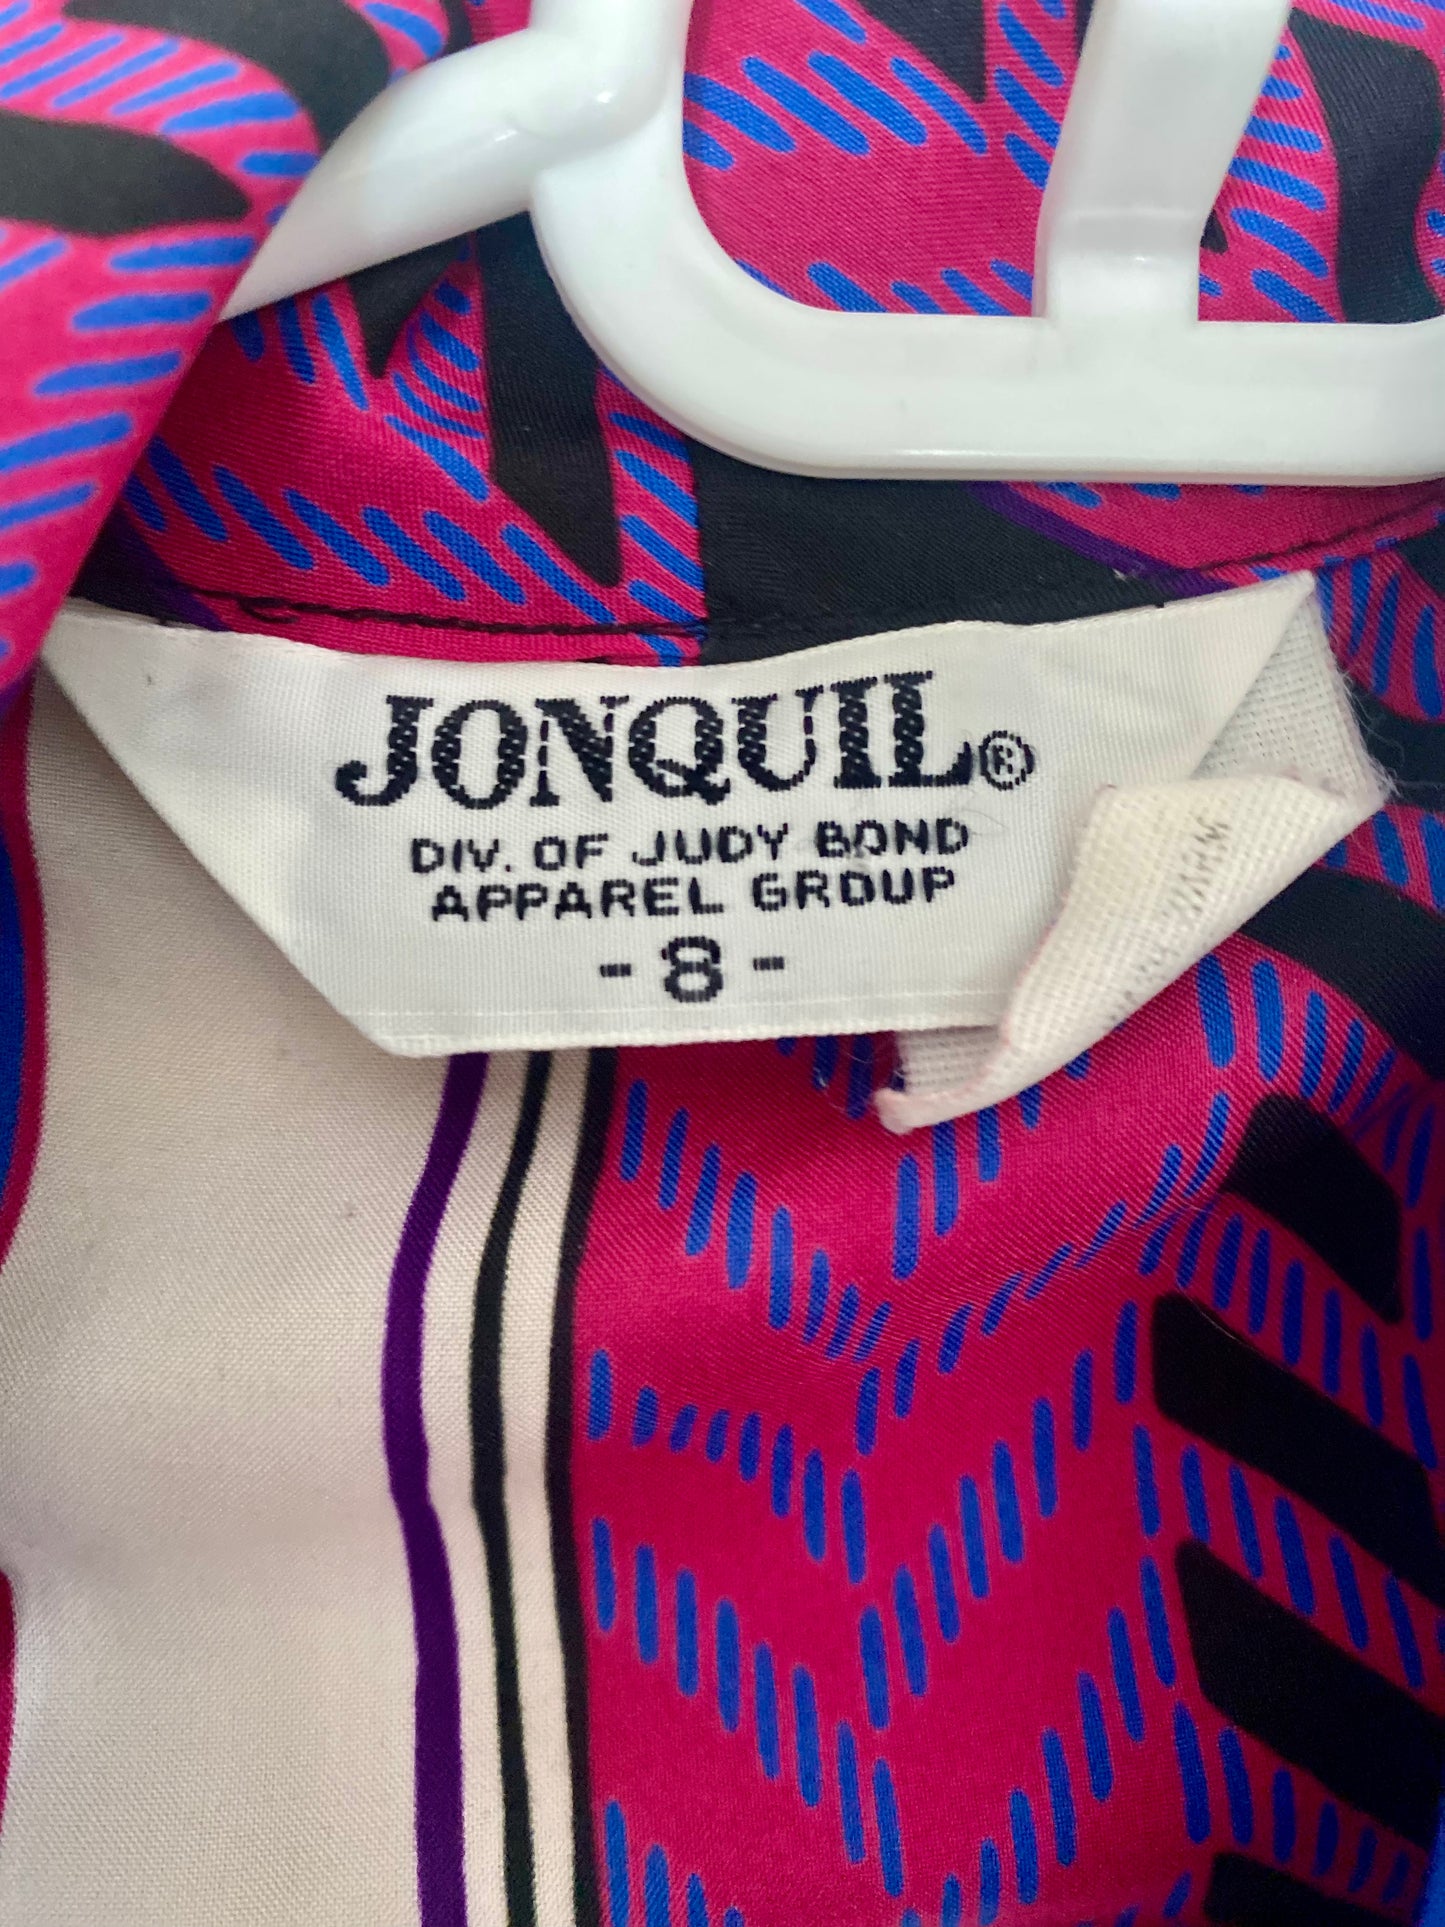 JONQUIL®
DIV. OF JUDY BOND
APPAREL GROUP
- 8 -